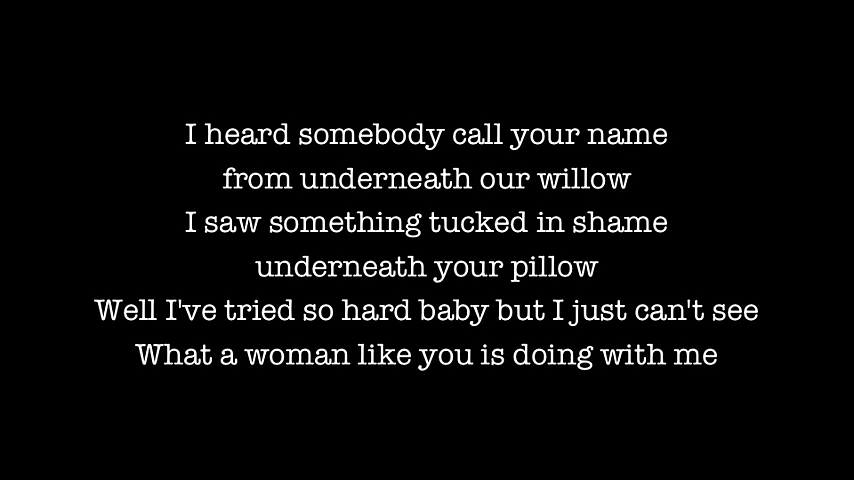 I heard somebody call your name
from underneath our willow
I saw something tucked in shame
underneath your pillow
Well I've tried so hard baby but I just can't see
What a woman like you is doing with me